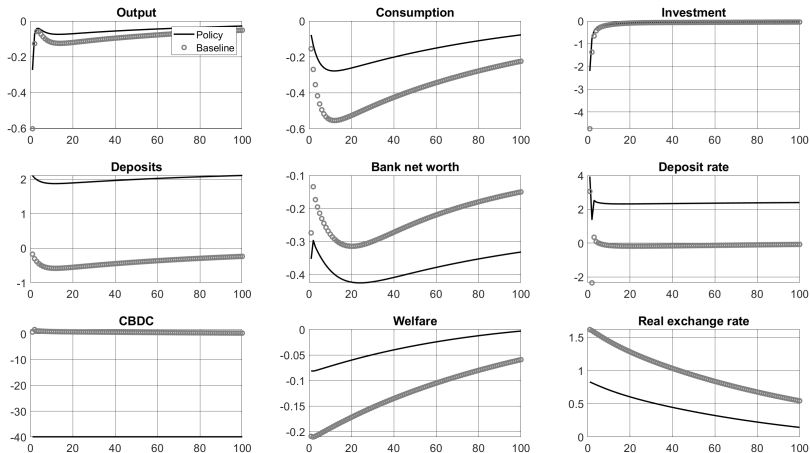 Output
0
-0.2
-0.4
-0.6
0 20 40 60 80 100
Policy
Baseline
Consumption
0
-0.2
-0.4
-0.6
0 20 40 60 80 100
Investment
0
-1
-2
-3
-4
0 20 40 60 80 100
Deposits
2
1
0
-1
0 20 40 60 80 100
Bank net worth
-0.1
-0.2
-0.3
-0.4
0 20 40 60 80 100
Deposit rate
4
2
0
-2
0 20 40 60 80 100
CBDC
0
-10
-20
-30
-40
0 20 40 60 80 100
Welfare
0
-0.05
-0.1
-0.15
-0.2
0 20 40 60 80 100
Real exchange rate
1.5
1
0.5
0
0 20 40 60 80 100